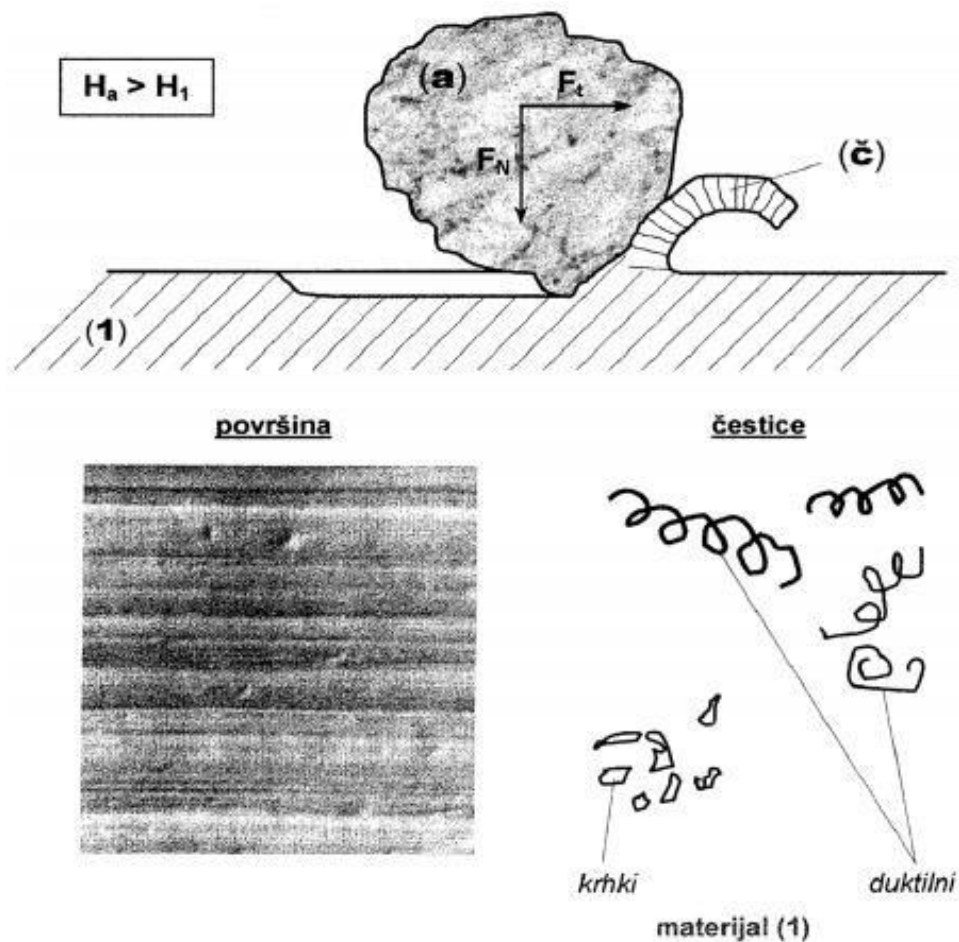 Hₐ > H₁
(a)
Fₜ
F_N
(č)
(1)
površina
čestice
krhki
duktilni
materijal (1)